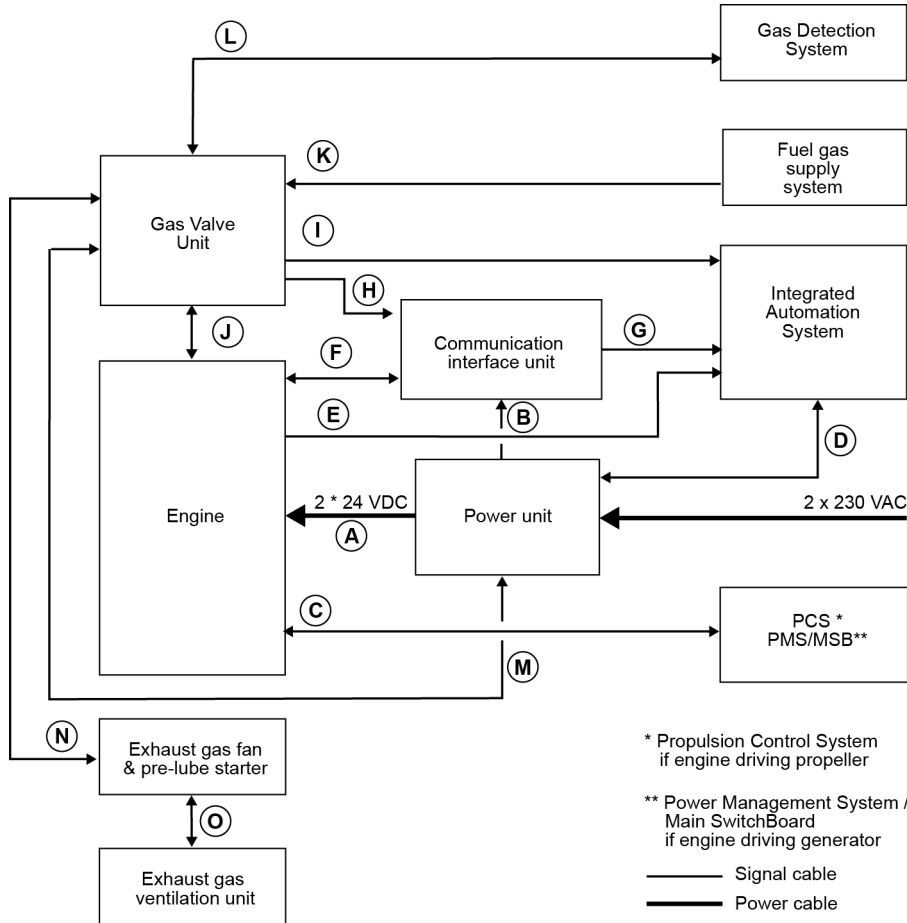 L
Gas Detection
System
K
Fuel gas
supply
system
Gas Valve
Unit
I
H
Integrated
Automation
System
J
F
Communication
interface unit
G
E
B
D
Engine
2 * 24 VDC
A
Power unit
2 x 230 VAC
C
PCS *
PMS/MSB**
M
N
Exhaust gas fan
& pre-lube starter
* Propulsion Control System
if engine driving propeller
O
** Power Management System /
Main SwitchBoard
if engine driving generator
Exhaust gas
ventilation unit
Signal cable
Power cable